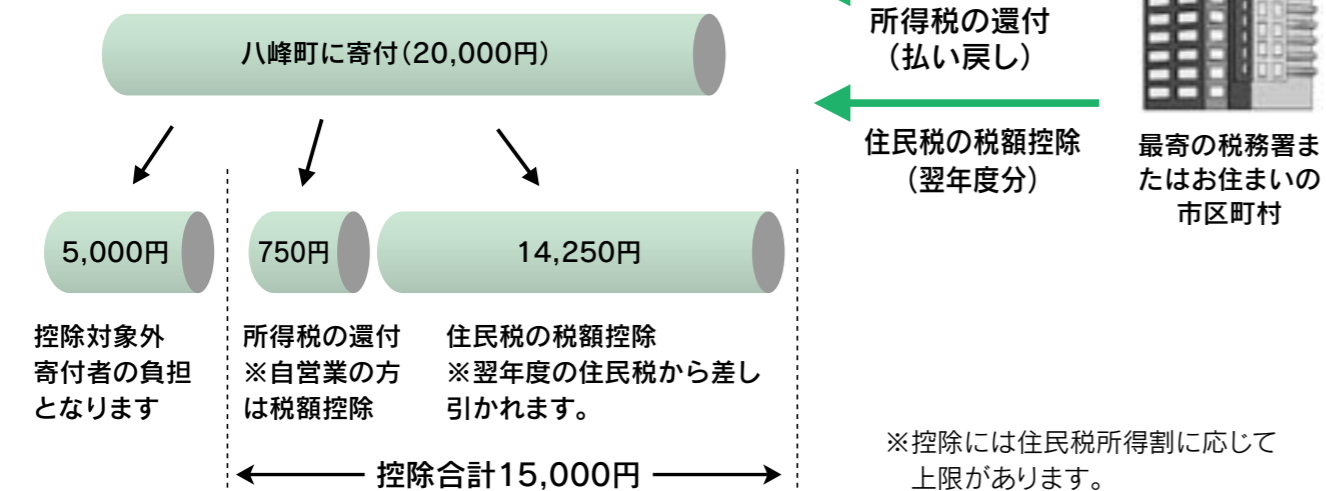 八峰町に寄付（20,000円）
所得税の還付
（払い戻し）
住民税の税額控除
（翌年度分）
最寄の税務署ま
たはお住まいの
市区町村
5,000円
750円
14,250円
控除対象外
寄付者の負担
となります
所得税の還付
※自営業の方
は税額控除
住民税の税額控除
※翌年度の住民税から差し
引かれます。
控除合計15,000円
※控除には住民税所得割に応じて
上限があります。